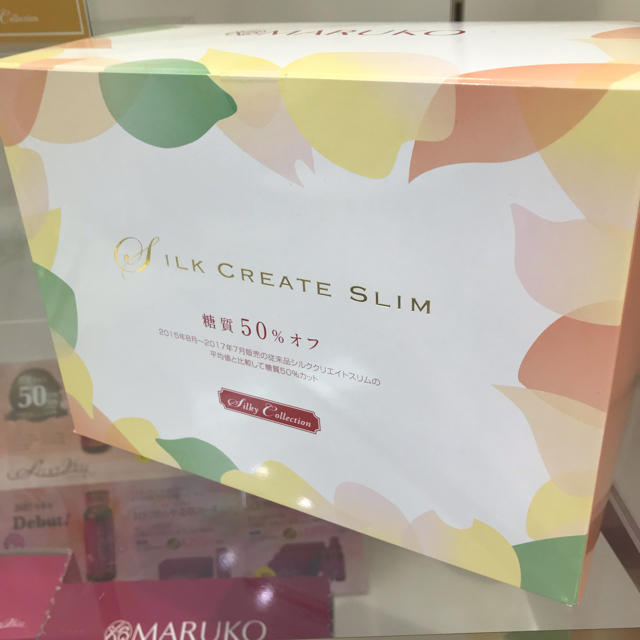 Collection
MARUKO
SILK CREATE SLIM
糖質50%オフ
2015年8月～2017年7月販売の従来品シルククリエイトスリムの
平均値と比較して糖質50%カット
Silky Collection
50
Debut!
MARUKO